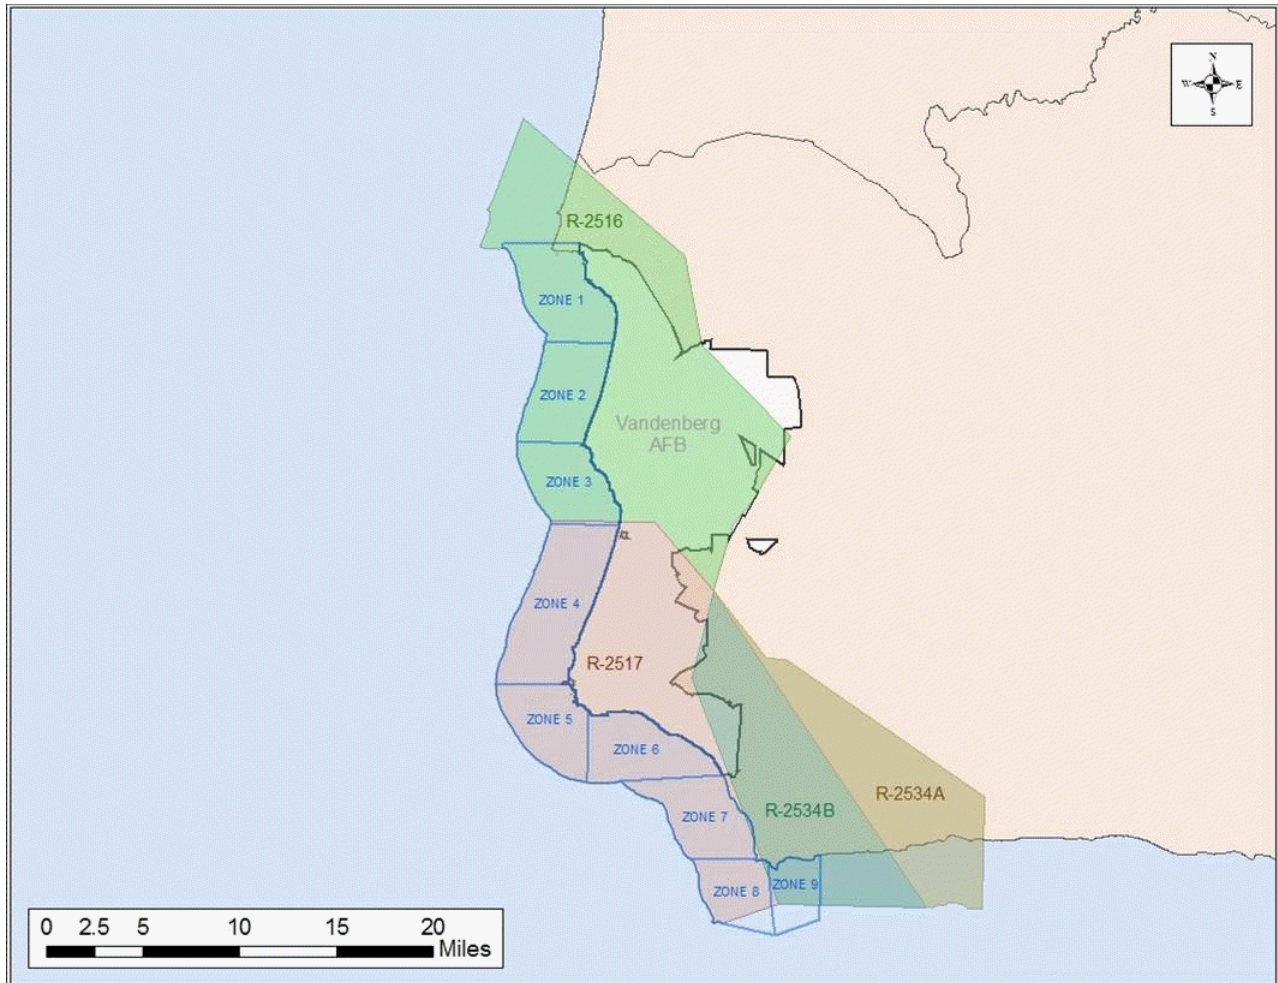 N
W E
S
R-2516
ZONE 1
ZONE 2
Vandenberg
AFB
ZONE 3
ZONE 4
R-2517
ZONE 5
ZONE 6
R-2534A
R-2534B
ZONE 7
ZONE 8
ZONE 9
0 2.5 5 10 15 20
Miles